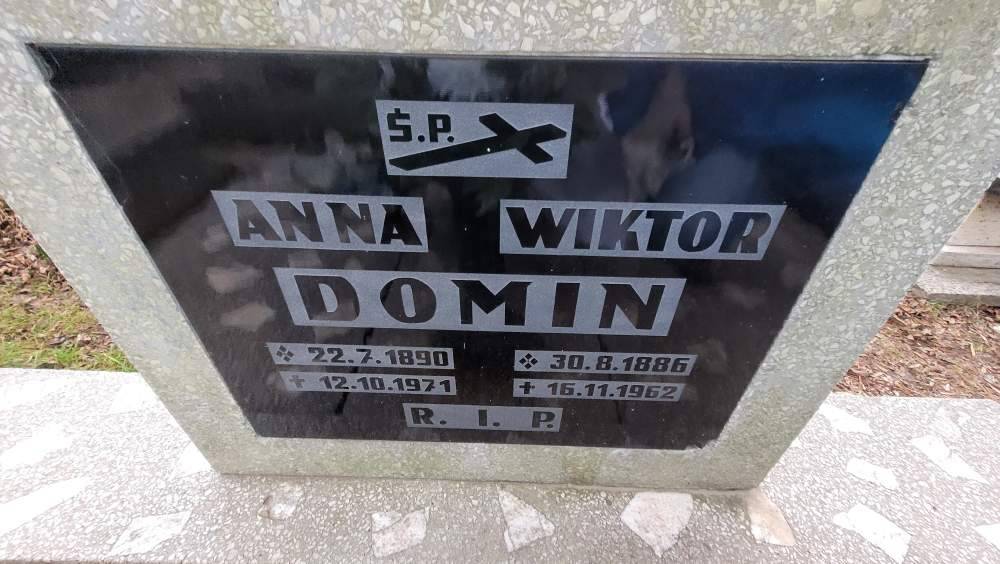 Ś.P.
ANNA WIKTOR
DOMIN
22.7.1890 30.8.1886
✝ 12.10.1971 ✝ 16.11.1962
R. I. P.